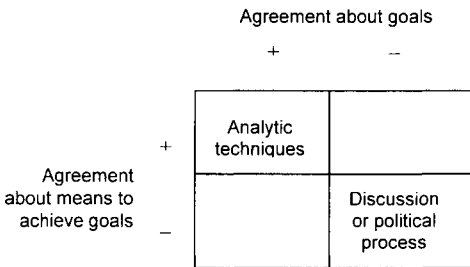 Agreement about goals
+ −
+
Analytic
techniques
Agreement
about means to
achieve goals
−
Discussion
or political
process